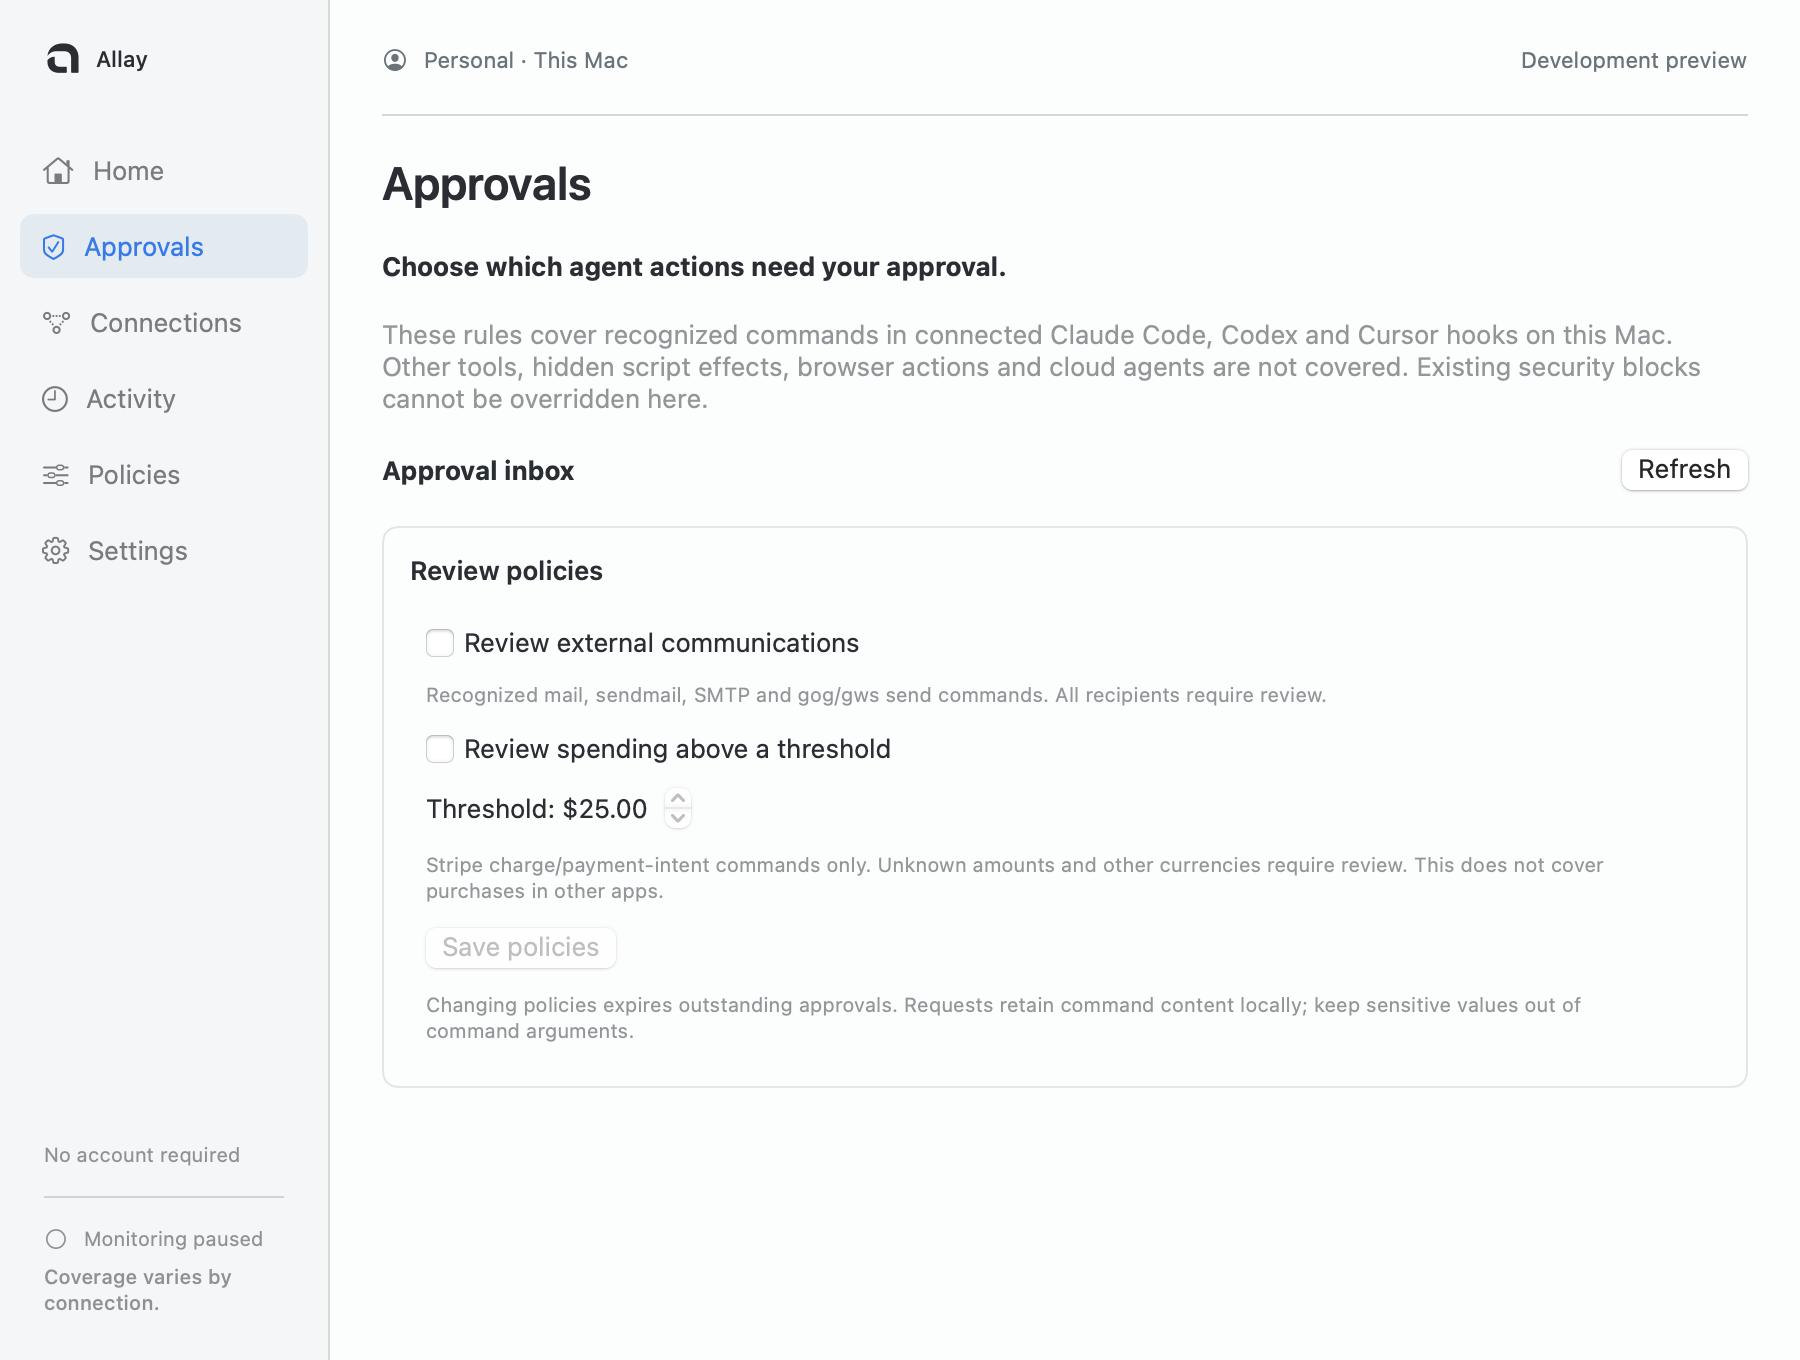 Allay
Home
Approvals
Connections
Activity
Policies
Settings
No account required
Monitoring paused
Coverage varies by
connection.
Personal · This Mac
Development preview
Approvals
Choose which agent actions need your approval.
These rules cover recognized commands in connected Claude Code, Codex and Cursor hooks on this Mac.
Other tools, hidden script effects, browser actions and cloud agents are not covered. Existing security blocks
cannot be overridden here.
Approval inbox
Refresh
Review policies
Review external communications
Recognized mail, sendmail, SMTP and gog/gws send commands. All recipients require review.
Review spending above a threshold
Threshold: $25.00
Stripe charge/payment-intent commands only. Unknown amounts and other currencies require review. This does not cover
purchases in other apps.
Save policies
Changing policies expires outstanding approvals. Requests retain command content locally; keep sensitive values out of
command arguments.